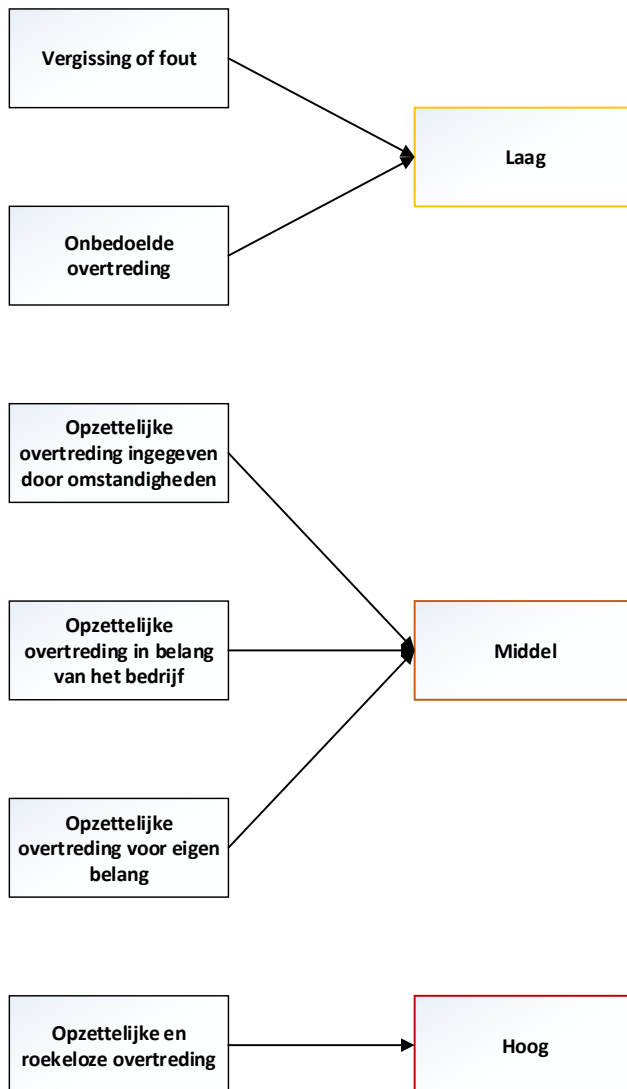 Vergissing of fout
Laag
Onbedoelde
overtreding
Opzettelijke
overtreding ingegeven
door omstandigheden
Opzettelijke
overtreding in belang
van het bedrijf
Middel
Opzettelijke
overtreding voor eigen
belang
Opzettelijke en
roekeloze overtreding
Hoog